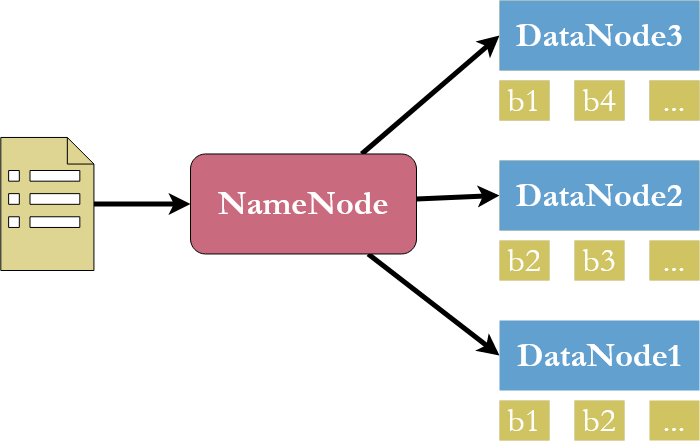 DataNode3
b1 b4 ...
NameNode
DataNode2
b2 b3 ...
DataNode1
b1 b2 ...